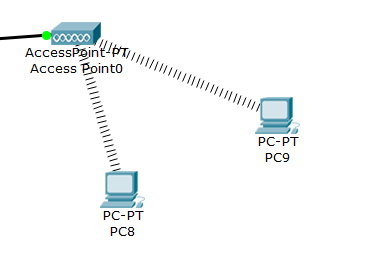 AccessPoint-PT
Access Point0
PC-PT
PC9
PC-PT
PC8